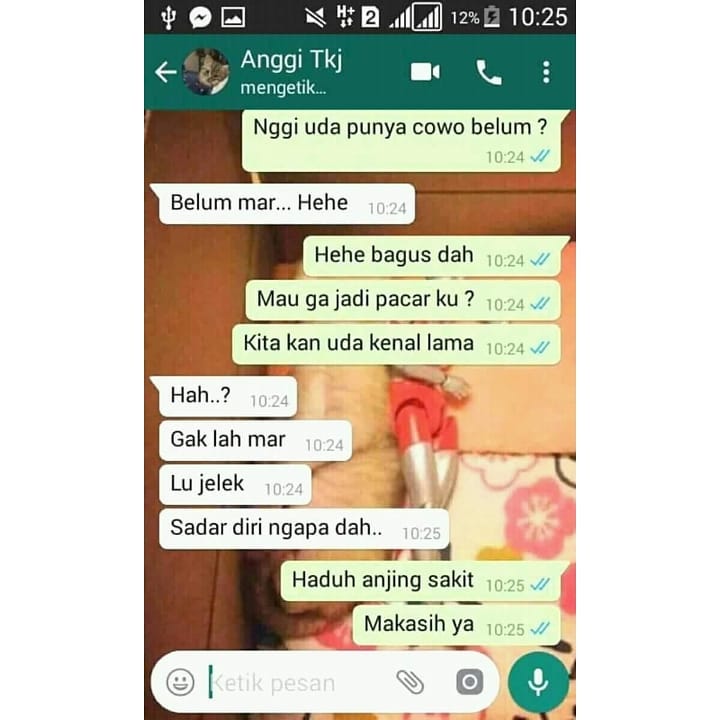 H+ 2 12% 10:25
Anggi Tkj
mengetik...
Nggi uda punya cowo belum ?
10:24
Belum mar... Hehe 10:24
Hehe bagus dah 10:24
Mau ga jadi pacar ku ? 10:24
Kita kan uda kenal lama 10:24
Hah..? 10:24
Gak lah mar 10:24
Lu jelek 10:24
Sadar diri ngapa dah.. 10:25
Haduh anjing sakit 10:25
Makasih ya 10:25
Ketik pesan